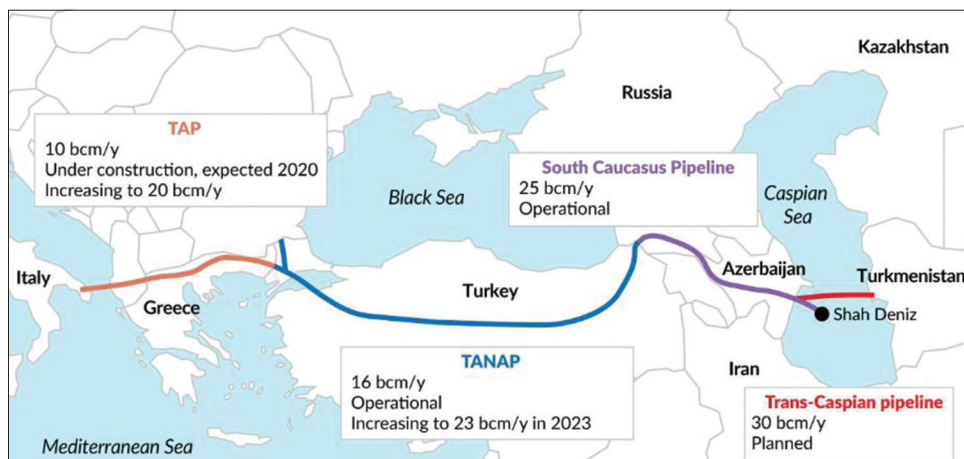 Kazakhstan
Russia
TAP
10 bcm/y
Under construction, expected 2020
Increasing to 20 bcm/y
South Caucasus Pipeline
25 bcm/y
Operational
Black Sea
Caspian
Sea
Italy
Greece
Turkey
Azerbaijan
Turkmenistan
Shah Deniz
TANAP
16 bcm/y
Operational
Increasing to 23 bcm/y in 2023
Iran
Trans-Caspian pipeline
30 bcm/y
Planned
Mediterranean Sea